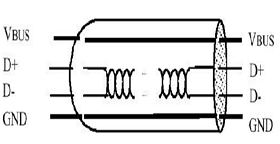 VBUS VBUS
D+ D+
D- D-
GND GND